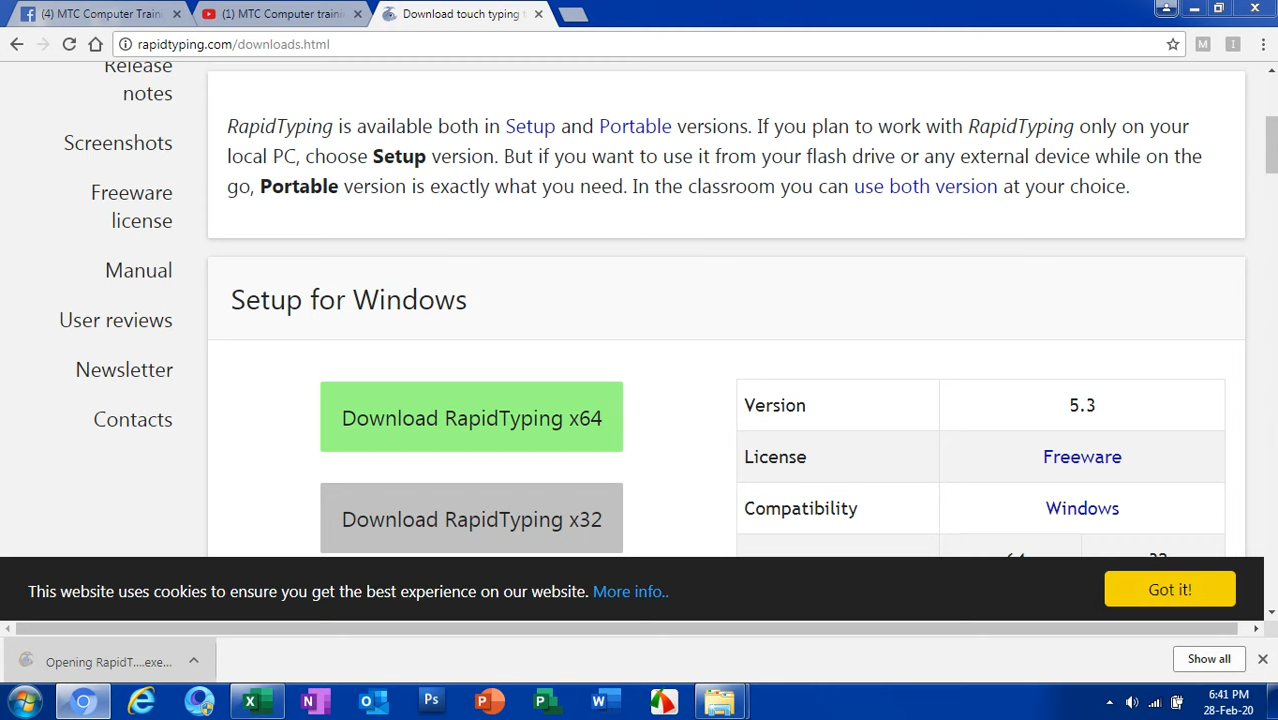 (4) MTC Computer Traini
(1) MTC Computer traini
Download touch typing t
rapidtyping.com/downloads.html
M
I
Release
notes
Screenshots
Freeware
license
Manual
User reviews
Newsletter
Contacts
RapidTyping is available both in Setup and Portable versions. If you plan to work with RapidTyping only on your
local PC, choose Setup version. But if you want to use it from your flash drive or any external device while on the
go, Portable version is exactly what you need. In the classroom you can use both version at your choice.
Setup for Windows
Download RapidTyping x64
Download RapidTyping x32
Version 5.3
License Freeware
Compatibility Windows
This website uses cookies to ensure you get the best experience on our website. More info..
Got it!
Opening RapidT....exe...
Show all
6:41 PM
28-Feb-20